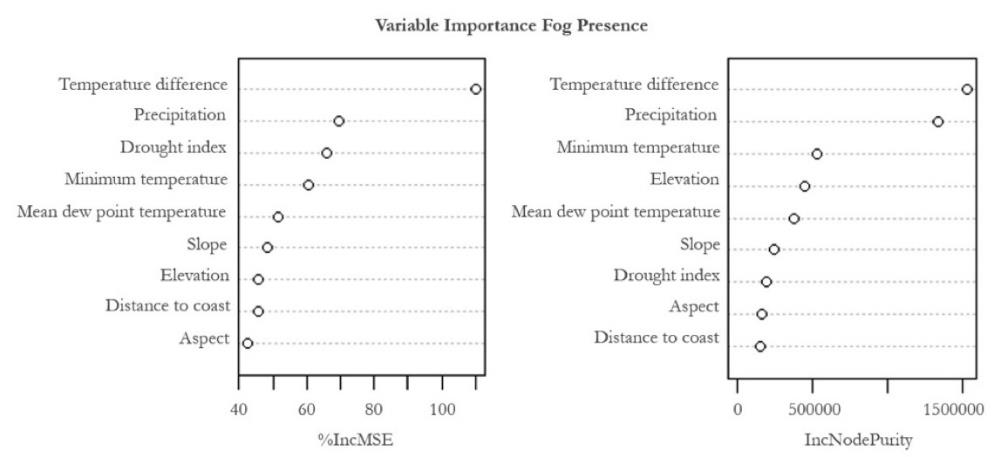 Variable Importance Fog Presence
Temperature difference
Precipitation
Drought index
Minimum temperature
Mean dew point temperature
Slope
Elevation
Distance to coast
Aspect
40 60 80 100
%IncMSE
Temperature difference
Precipitation
Minimum temperature
Elevation
Mean dew point temperature
Slope
Drought index
Aspect
Distance to coast
0 500000 1500000
IncNodePurity